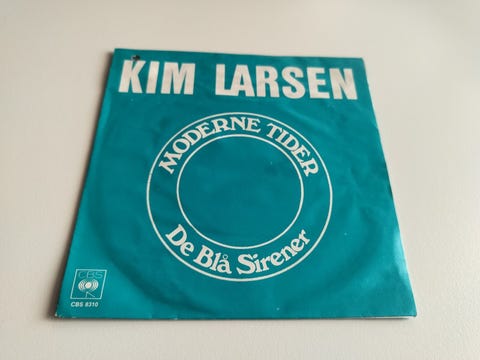 KIM LARSEN
MODERNE TIDER
De Blå Sirener
CBS
CBS 8310